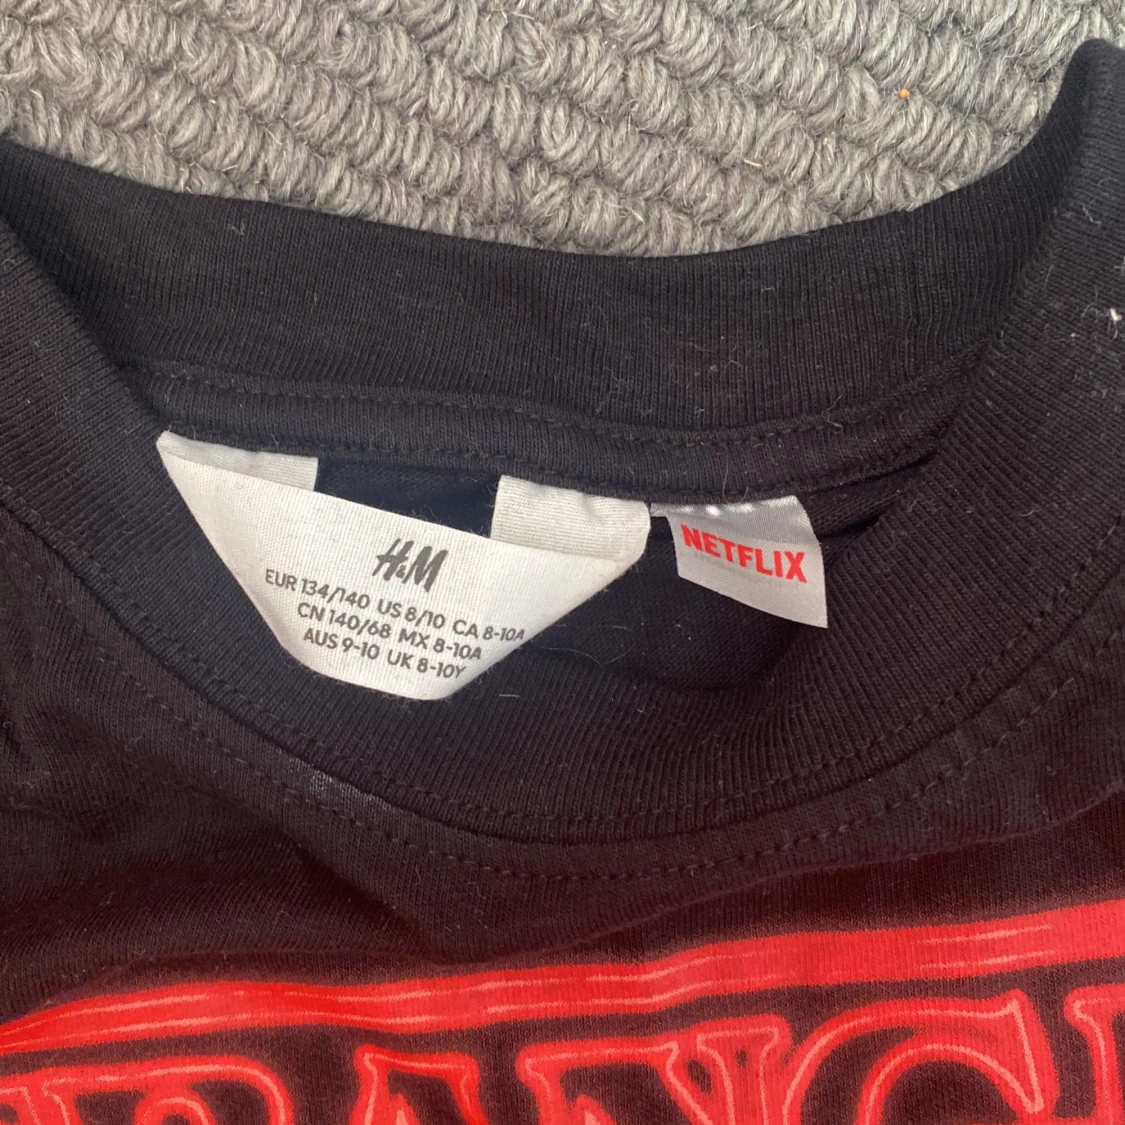 H&M
EUR 134/140 US 8/10 CA 8-10A
CN 140/68 MX 8-10A
AUS 9-10 UK 8-10Y
NETFLIX
RANG